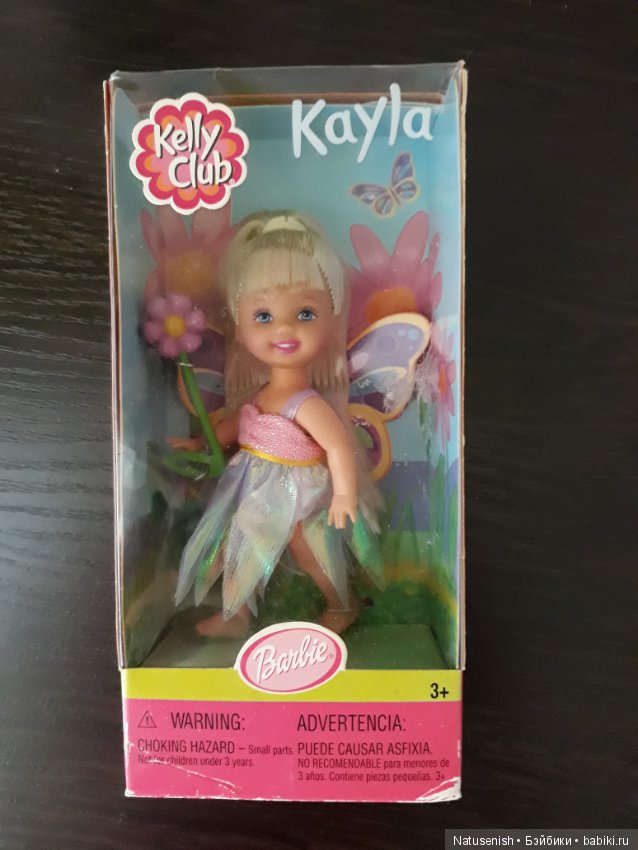 Kelly
Club®
Kayla
Barbie®
3+
WARNING:
CHOKING HAZARD – Small parts.
Not for children under 3 years.
ADVERTENCIA:
PUEDE CAUSAR ASFIXIA.
NO RECOMENDABLE para menores de
3 años. Contiene piezas pequeñas. 3+
Natusenish • Бэйбики • babiki.ru